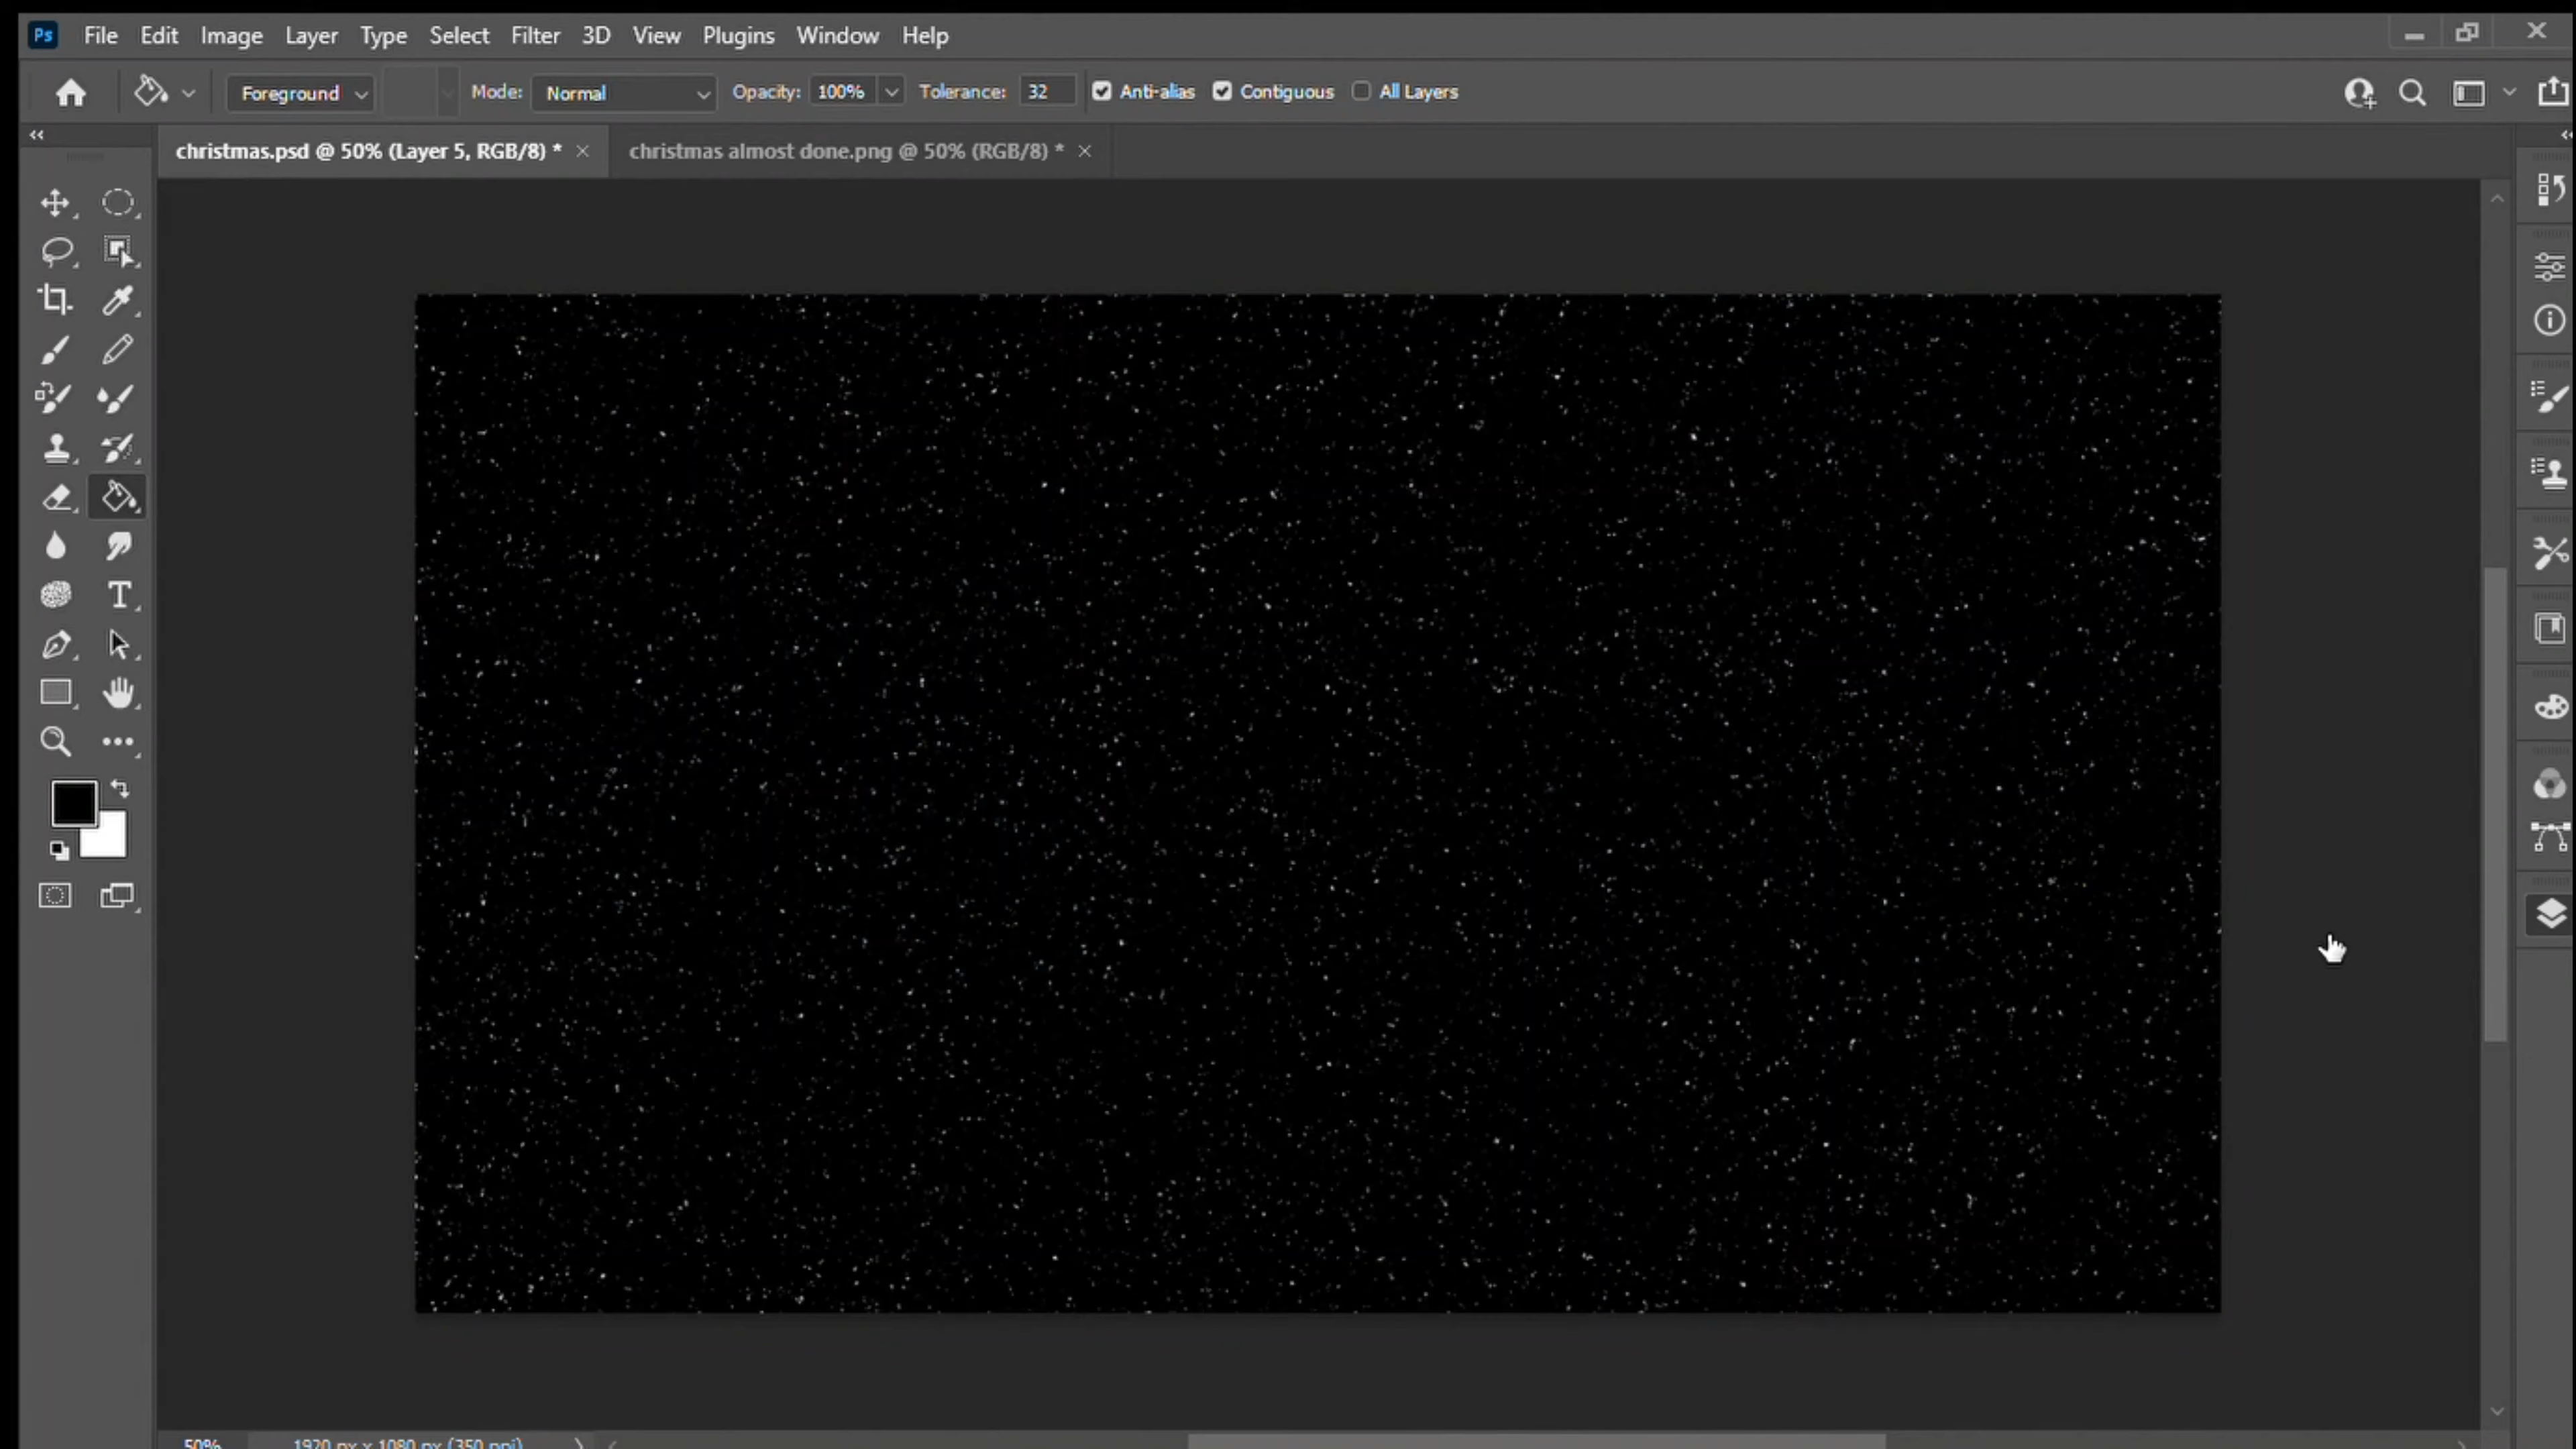 Ps File Edit Image Layer Type Select Filter 3D View Plugins Window Help
Foreground Mode: Normal Opacity: 100% Tolerance: 32 Anti-alias Contiguous All Layers
christmas.psd @ 50% (Layer 5, RGB/8) * christmas almost done.png @ 50% (RGB/8) *
T
50% 1920 px x 1080 px (350 ppi)